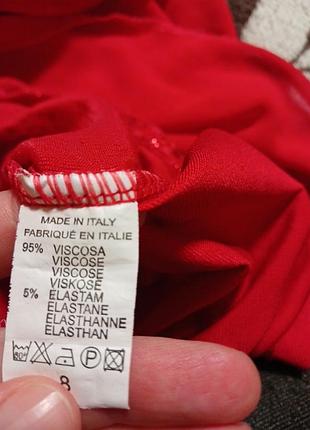 MADE IN ITALY
FABRIQUÉ EN ITALIE
95% VISCOSA
VISCOSE
VISCOSE
VISKOSE
5% ELASTAM
ELASTANE
ELASTHANNE
ELASTHAN
P
8